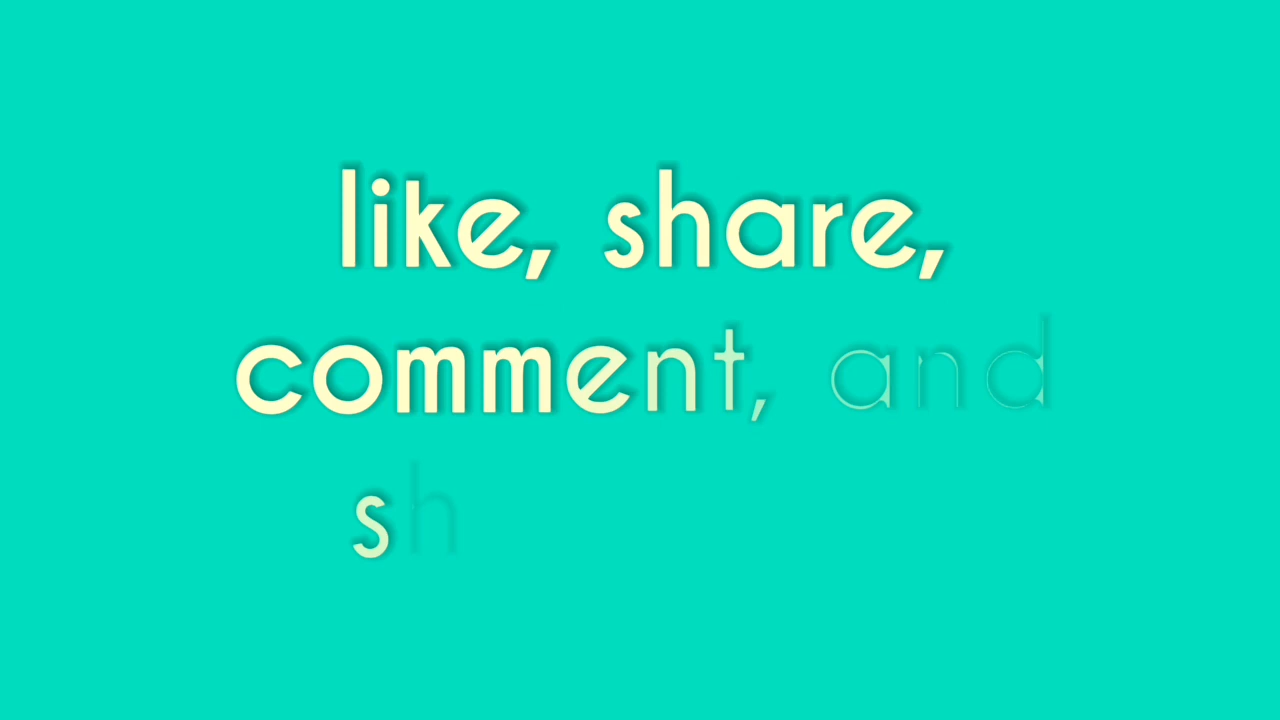 like, share,
comment, and
sh